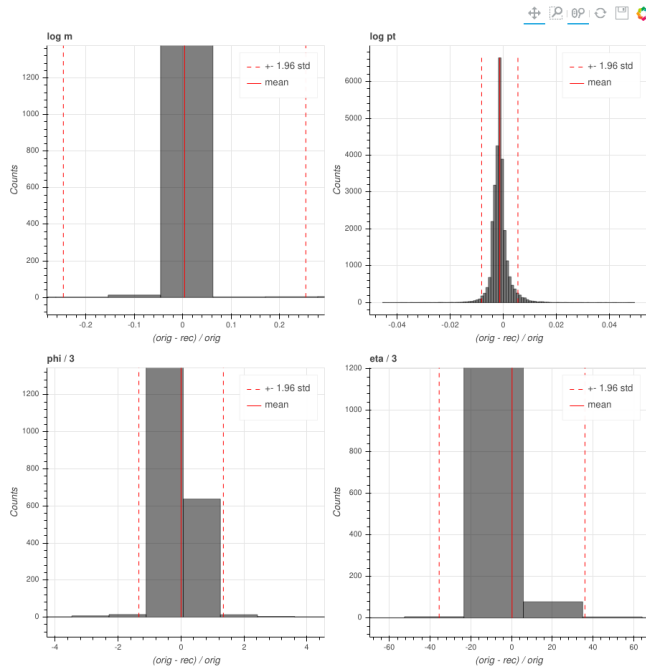 log m
1200
1000
800
600
400
200
0
Counts
+- 1.96 std
mean
-0.2
-0.1
0
0.1
0.2
(orig - rec) / orig
log pt
6000
5000
4000
3000
2000
1000
0
Counts
+- 1.96 std
mean
-0.04
-0.02
0
0.02
0.04
(orig - rec) / orig
phi / 3
1200
1000
800
600
400
200
0
Counts
+- 1.96 std
mean
-4
-2
0
2
4
(orig - rec) / orig
eta / 3
1200
1000
800
600
400
200
0
Counts
+- 1.96 std
mean
-60
-40
-20
0
20
40
60
(orig - rec) / orig